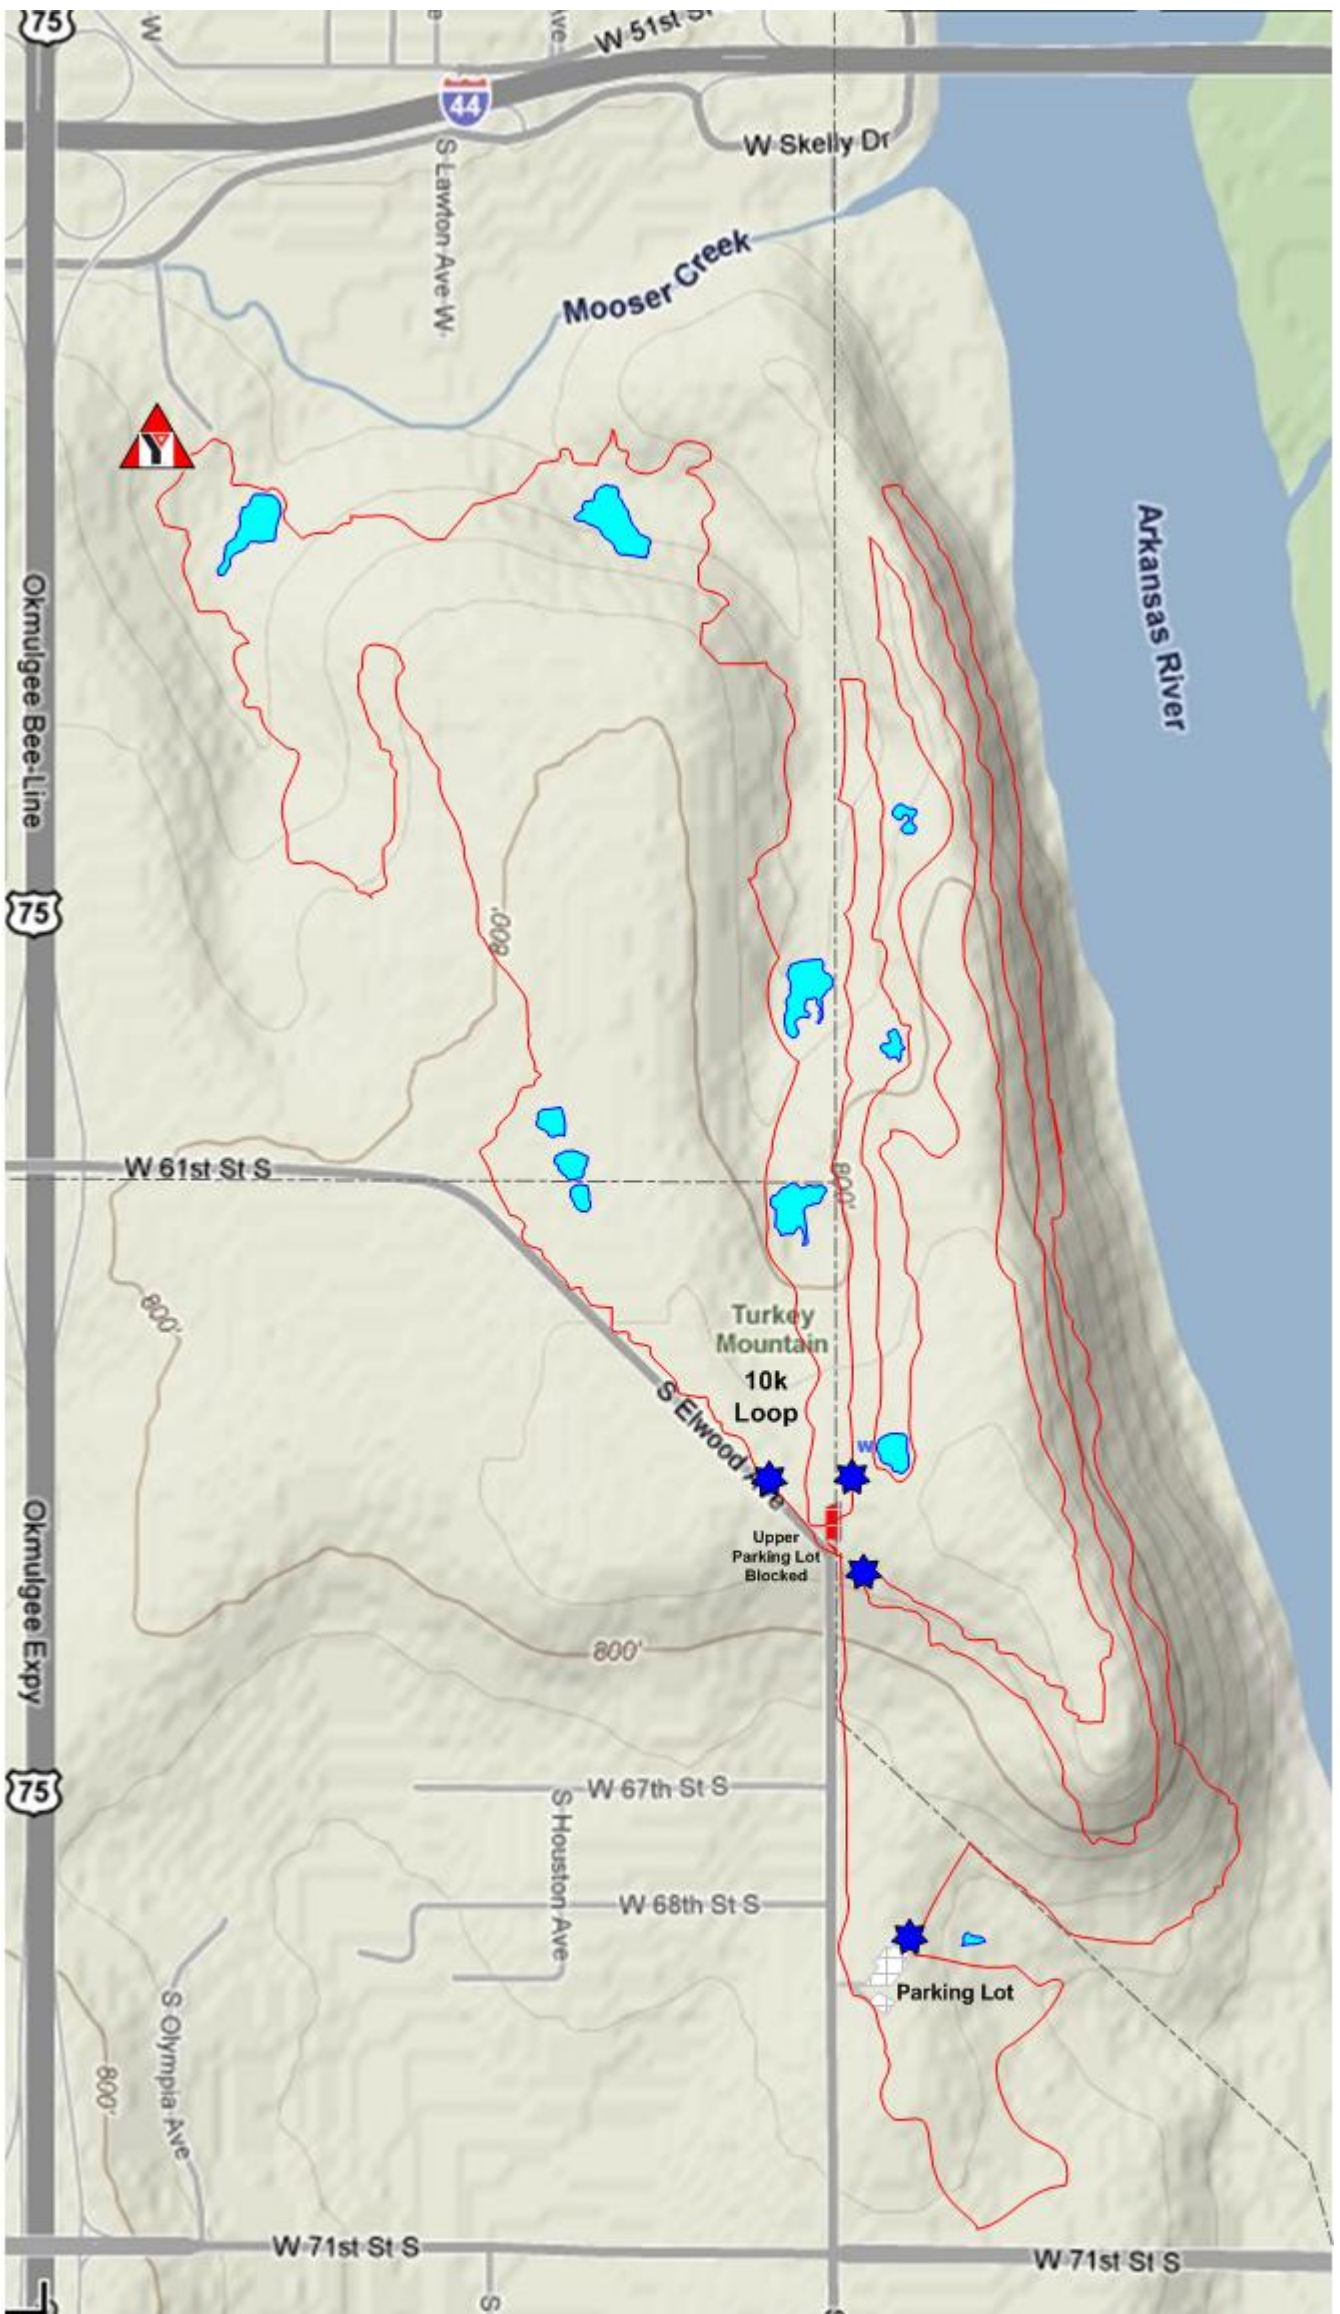 75
W
e
Ave
W 51st St
44
W Skelly Dr
S Lawton Ave W
Mooser Creek
Arkansas River
Okmulgee Bee-Line
75
800'
W 61st St S
800'
800'
Turkey
Mountain
10k
Loop
S Elwood Ave
w
Upper
Parking Lot
Blocked
Okmulgee Expy
800'
75
W 67th St S
S Houston Ave
W 68th St S
Parking Lot
S Olympia Ave
800'
W 71st St S
W 71st St S
S